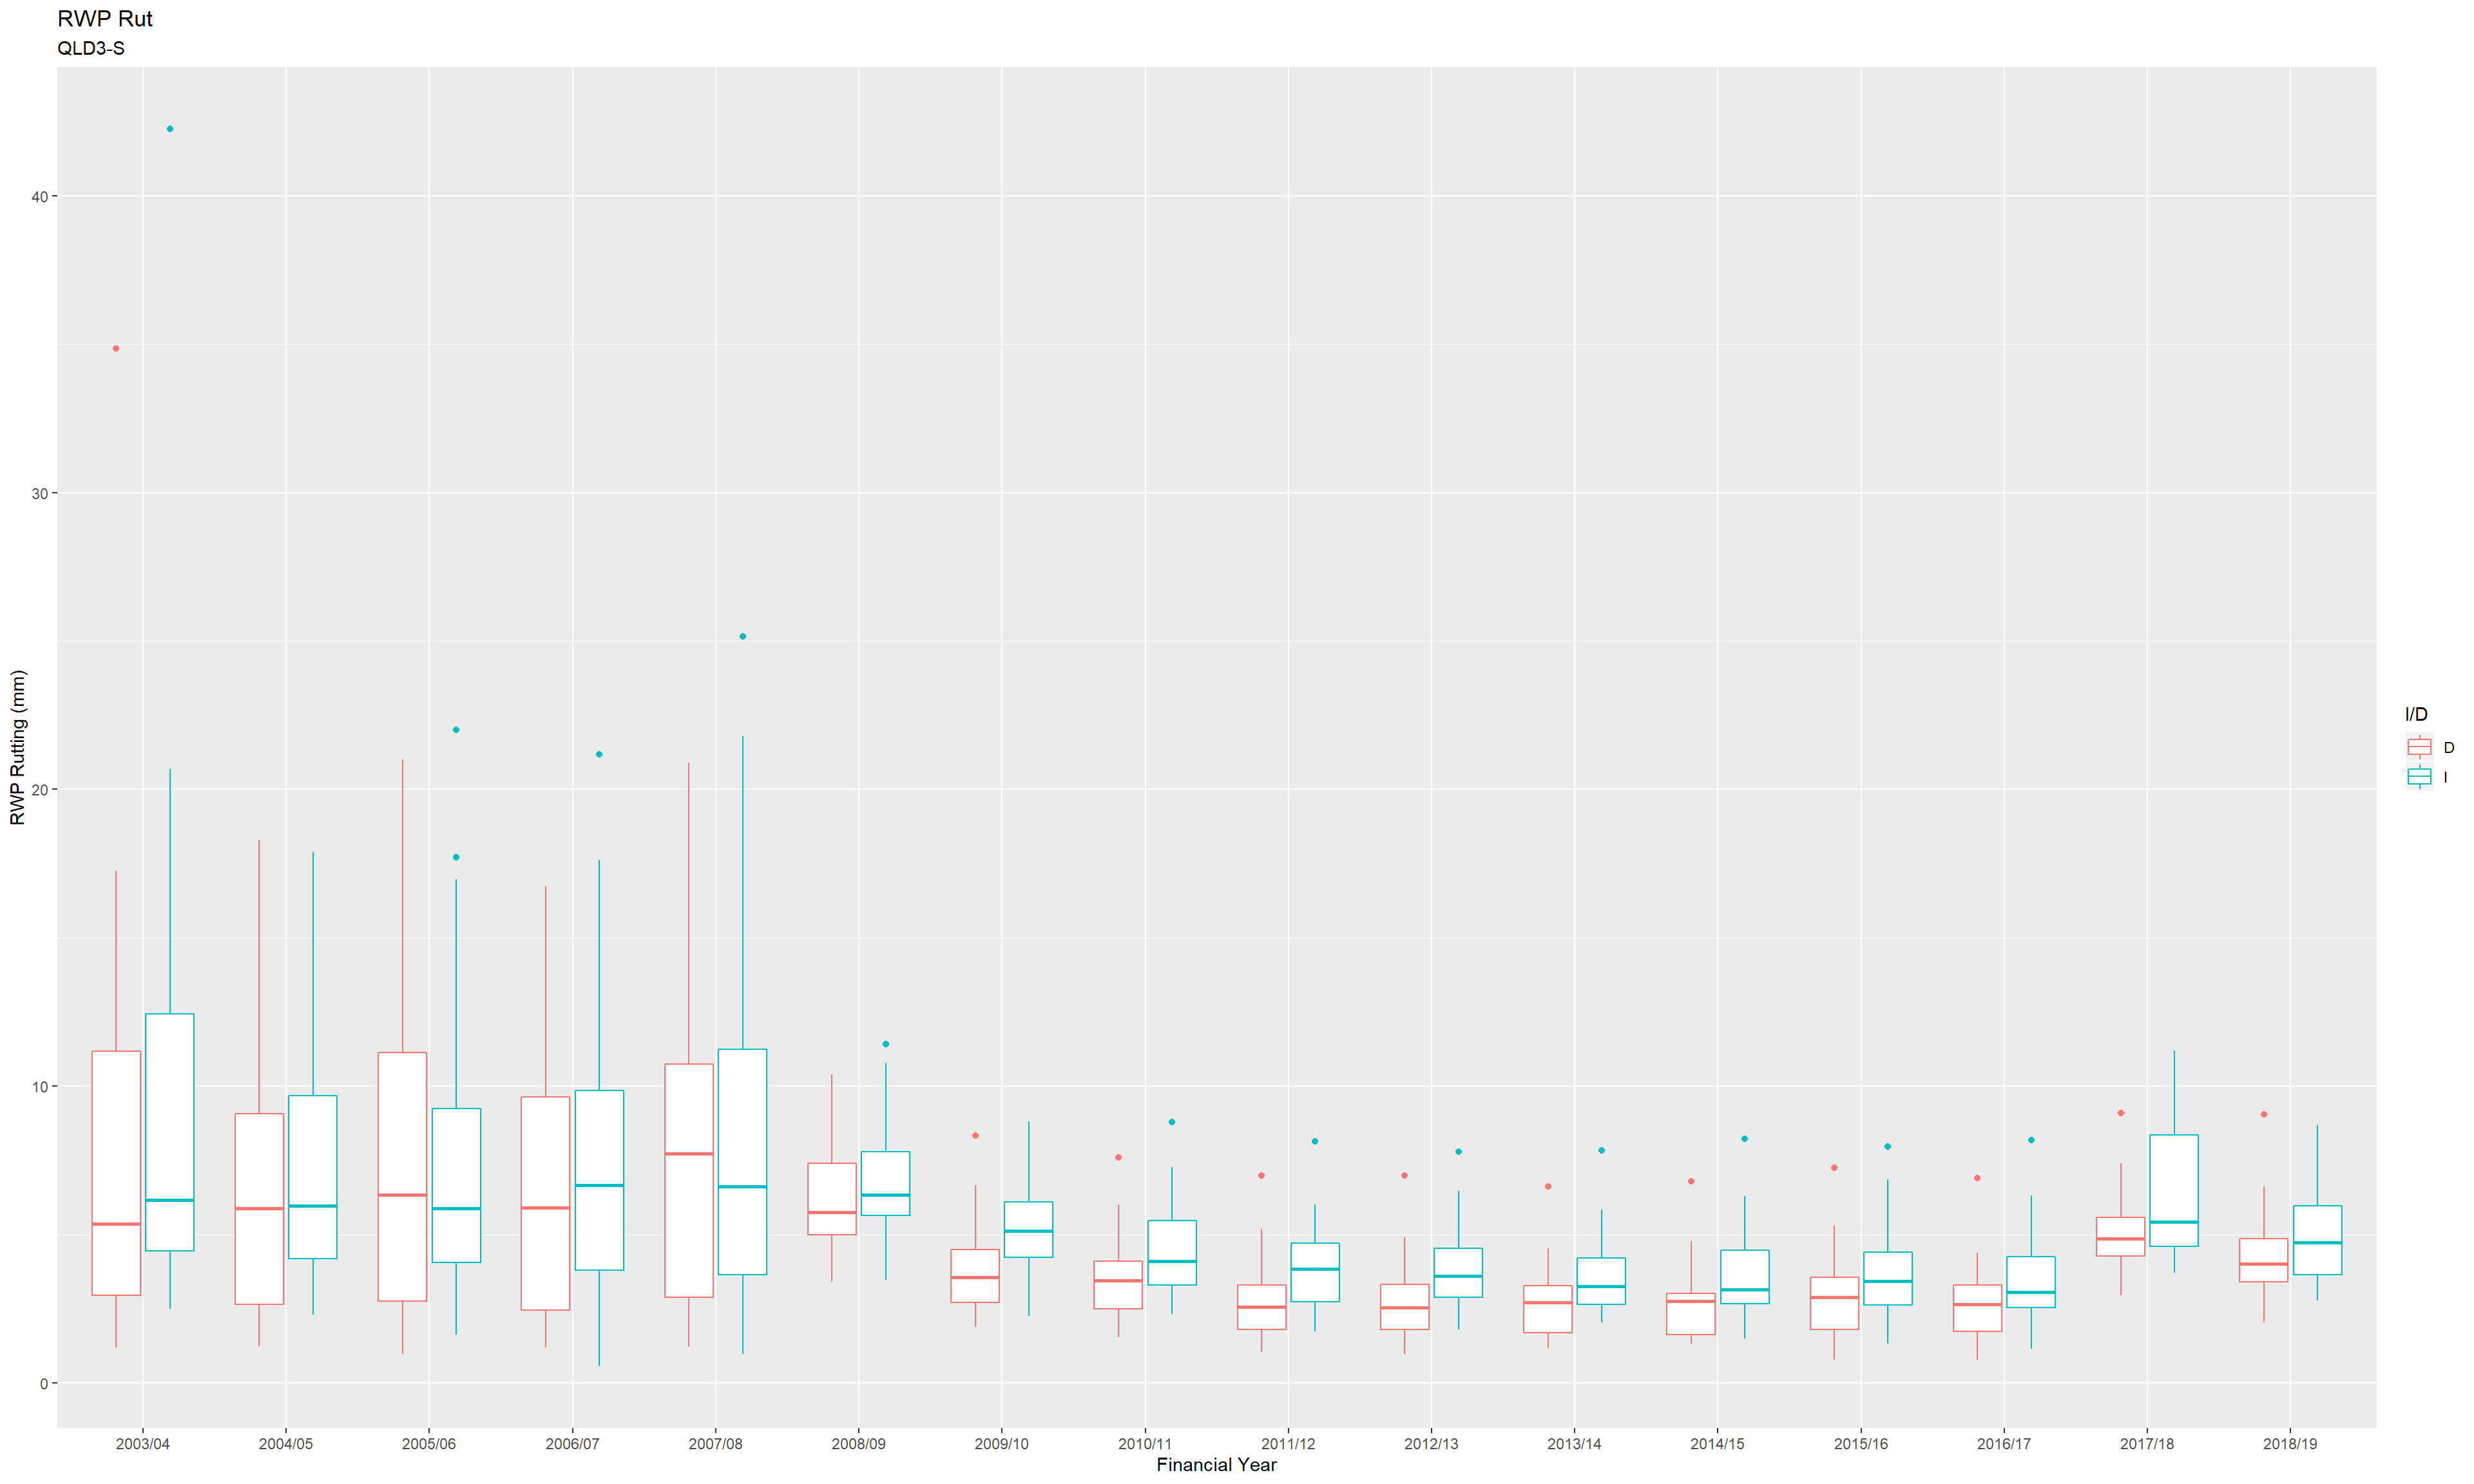 RWP Rut
QLD3-S
RWP Rutting (mm)
40
30
20
10
0
2003/04 2004/05 2005/06 2006/07 2007/08 2008/09 2009/10 2010/11 2011/12 2012/13 2013/14 2014/15 2015/16 2016/17 2017/18 2018/19
Financial Year
I/D
D
I